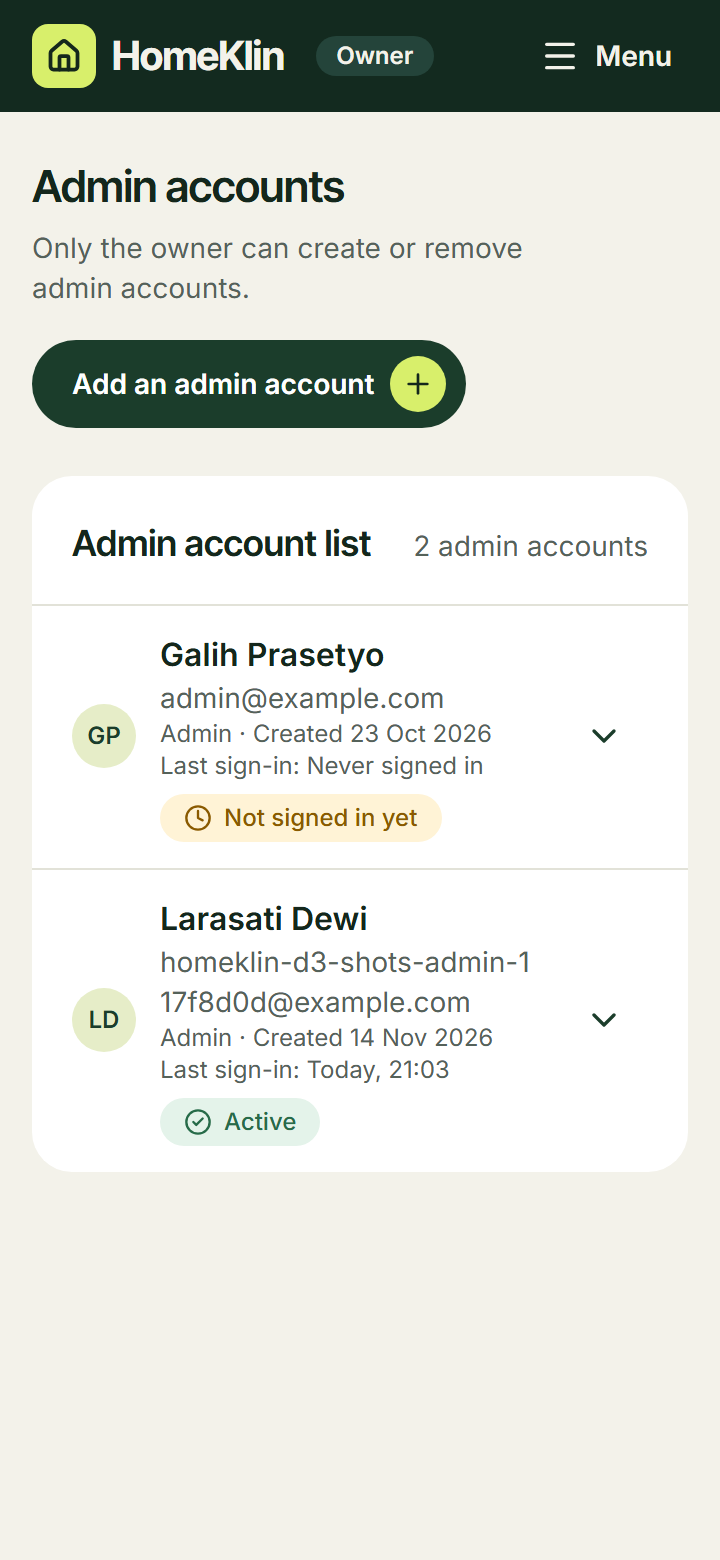 HomeKlin
Owner
Menu
Admin accounts
Only the owner can create or remove
admin accounts.
Add an admin account
Admin account list
2 admin accounts
Galih Prasetyo
admin@example.com
GP
Admin · Created 23 Oct 2026
Last sign-in: Never signed in
Not signed in yet
Larasati Dewi
homeklin-d3-shots-admin-1
17f8d0d@example.com
LD
Admin · Created 14 Nov 2026
Last sign-in: Today, 21:03
Active